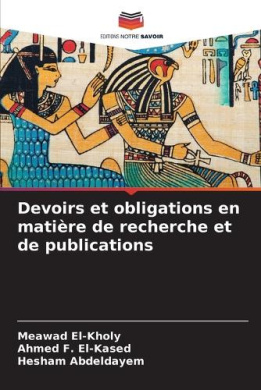 EDITIONS NOTRE SAVOIR
Devoirs et obligations en
matière de recherche et
de publications
Meawad El-Kholy
Ahmed F. El-Kased
Hesham Abdeldayem